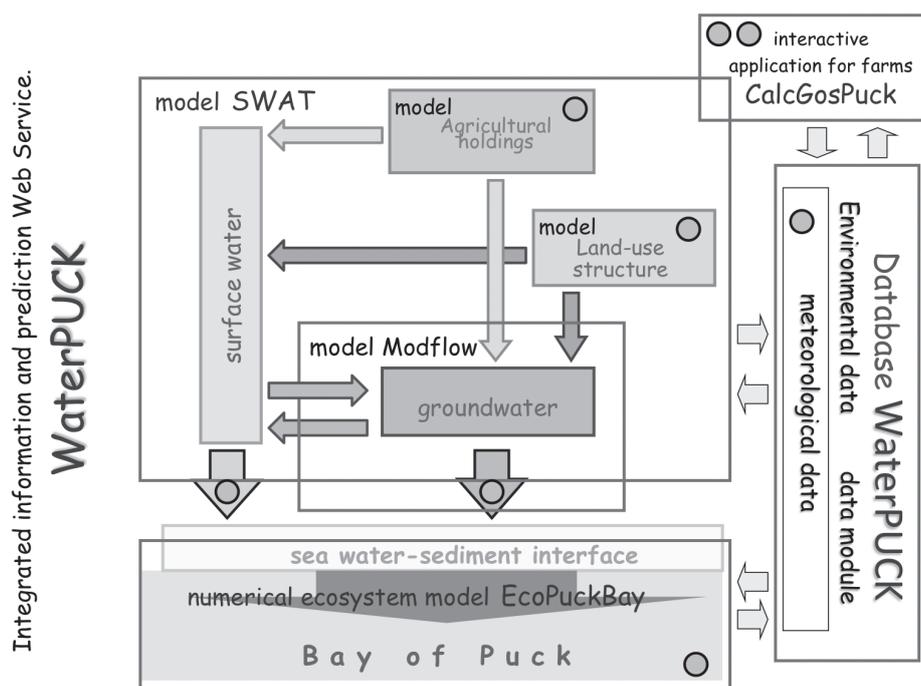 Integrated information and prediction Web Service.
WaterPUCK
interactive
application for farms
CalcGosPuck
model SWAT
model
Agricultural
holdings
model
Land-use
structure
surface water
model Modflow
groundwater
sea water-sediment interface
numerical ecosystem model EcoPuckBay
Bay of Puck
meteorological data
Environmental data data module
Database WaterPUCK